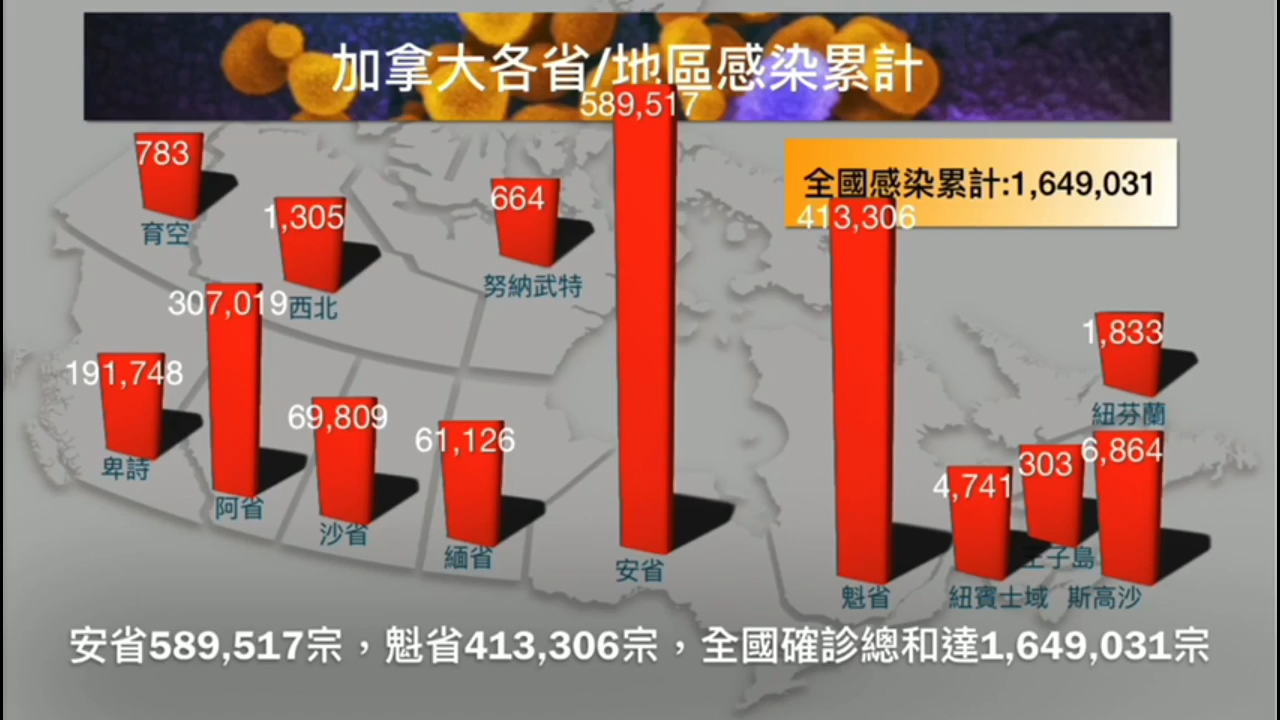 加拿大各省/地區感染累計
589,517
全國感染累計:1,649,031
413,306
783
育空
1,305
西北
664
努納武特
307,019
阿省
191,748
卑詩
69,809
沙省
61,126
緬省
安省
魁省
1,833
紐芬蘭
6,864
斯高沙
303
王子島
4,741
紐賓士域
安省589,517宗，魁省413,306宗，全國確診總和達1,649,031宗